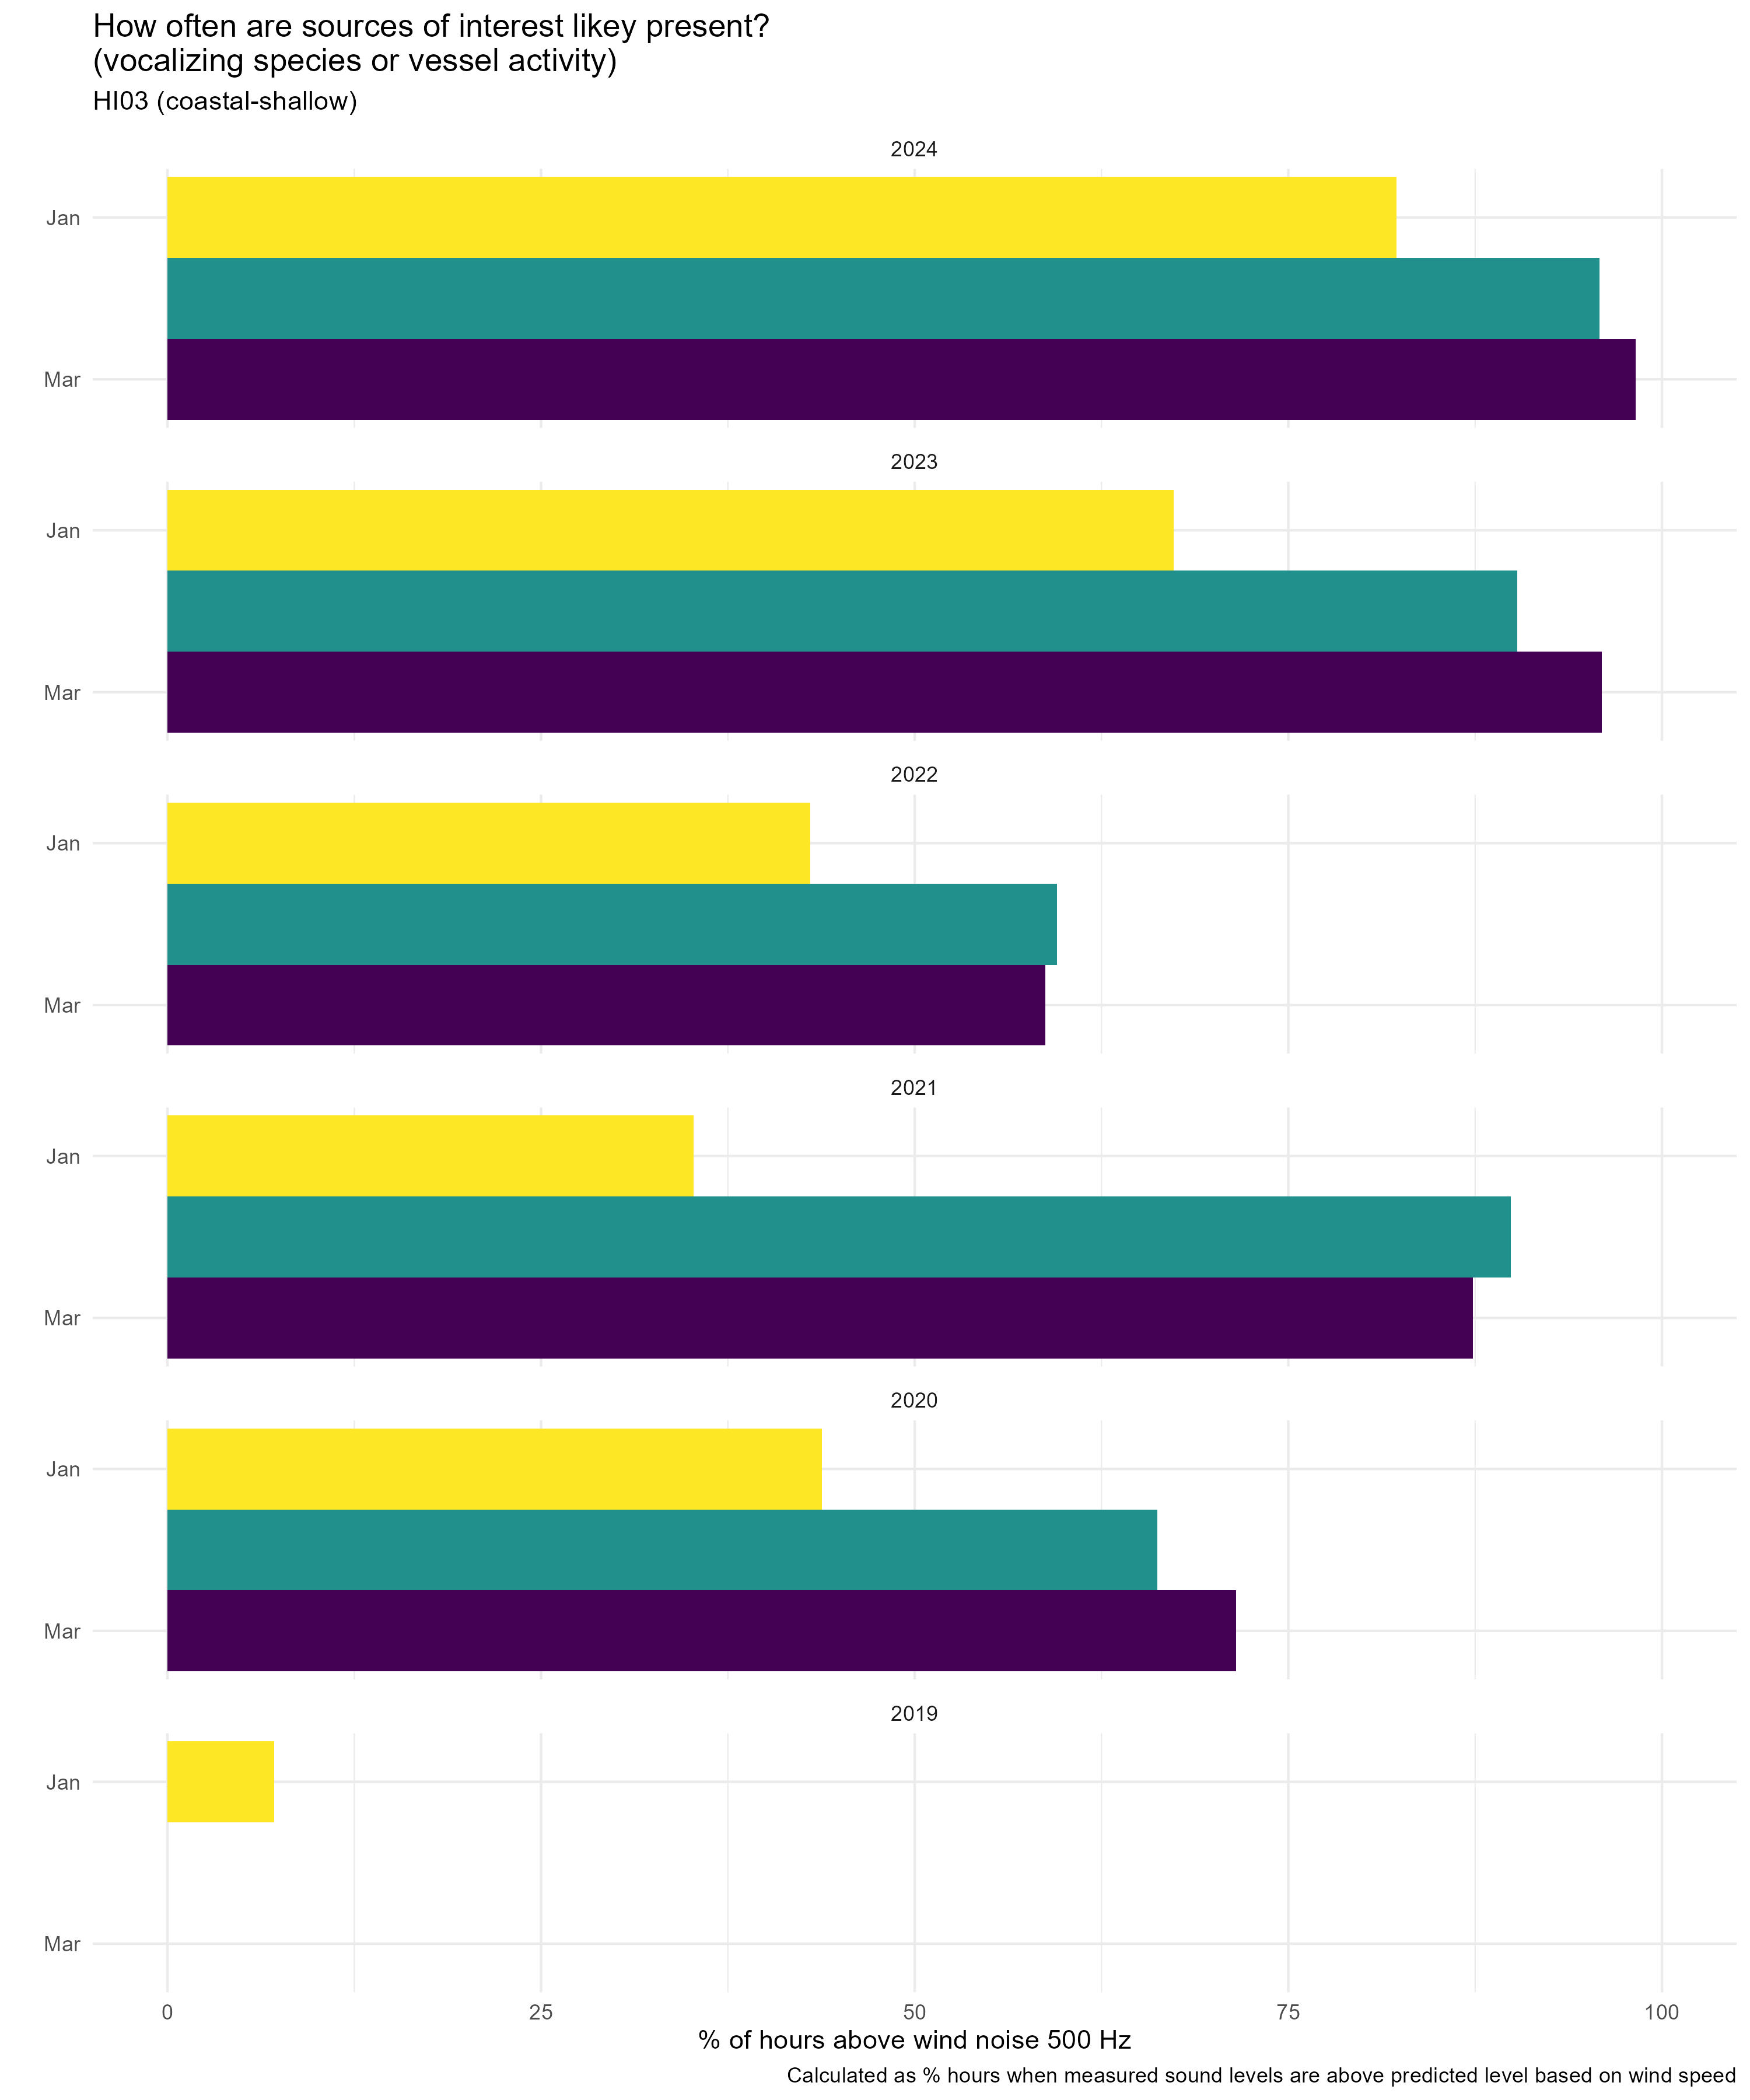 How often are sources of interest likey present?
(vocalizing species or vessel activity)
HI03 (coastal-shallow)
2024
Jan
Mar
2023
Jan
Mar
2022
Jan
Mar
2021
Jan
Mar
2020
Jan
Mar
2019
Jan
Mar
0 25 50 75 100
% of hours above wind noise 500 Hz
Calculated as % hours when measured sound levels are above predicted level based on wind speed